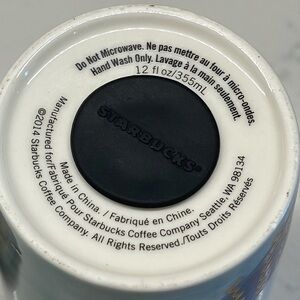 Do Not Microwave. Ne pas mettre au four à micro-ondes.
Hand Wash Only. Lavage à la main seulement.
12 fl oz/355mL
STARBUCKS
Made in China. / Fabriqué en Chine.
Manufactured for/Fabriqué Pour Starbucks Coffee Company Seattle, WA 98134
©2014 Starbucks Coffee Company. All Rights Reserved./Touts Droits Réservés